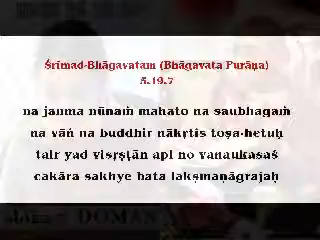 Śrīmad-Bhāgavatam (Bhāgavata Purāṇa)
5.19.7
na janma nūnaṁ mahato na saubhagaṁ
na vāṅ na buddhir nākṛtis toṣa-hetuḥ
tair yad visṛṣṭān api no vanaukasaś
cakāra sakhye bata lakṣmaṇāgrajaḥ